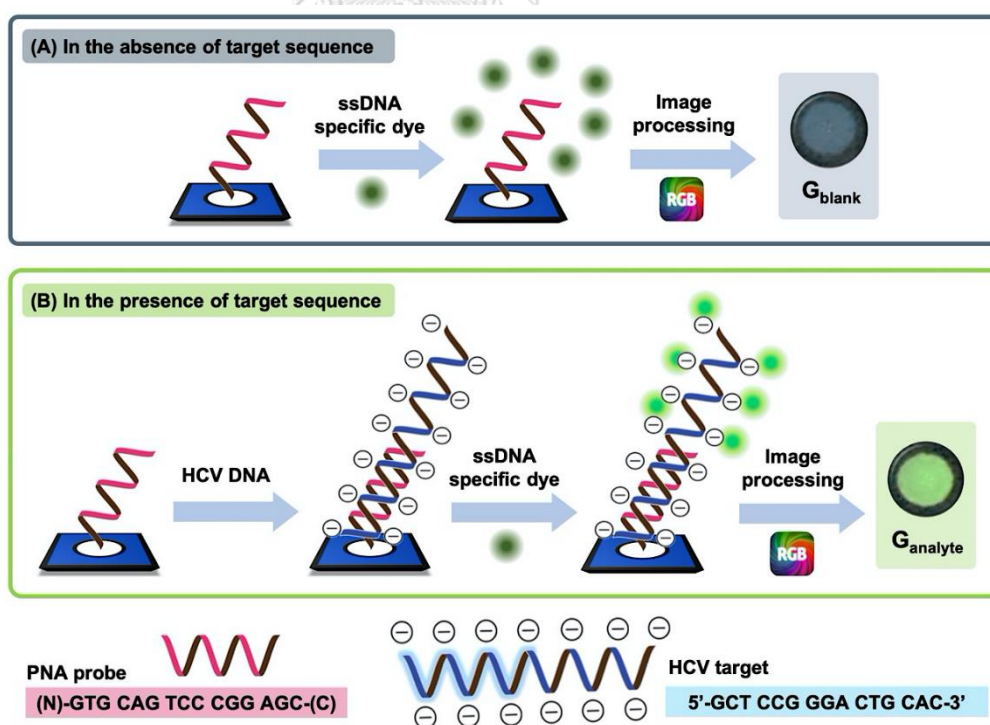 (A) In the absence of target sequence
ssDNA
specific dye
Image
processing
RGB
Gblank
(B) In the presence of target sequence
HCV DNA
ssDNA
specific dye
Image
processing
RGB
Ganalyte
PNA probe
(N)-GTG CAG TCC CGG AGC-(C)
HCV target
5'-GCT CCG GGA CTG CAC-3'